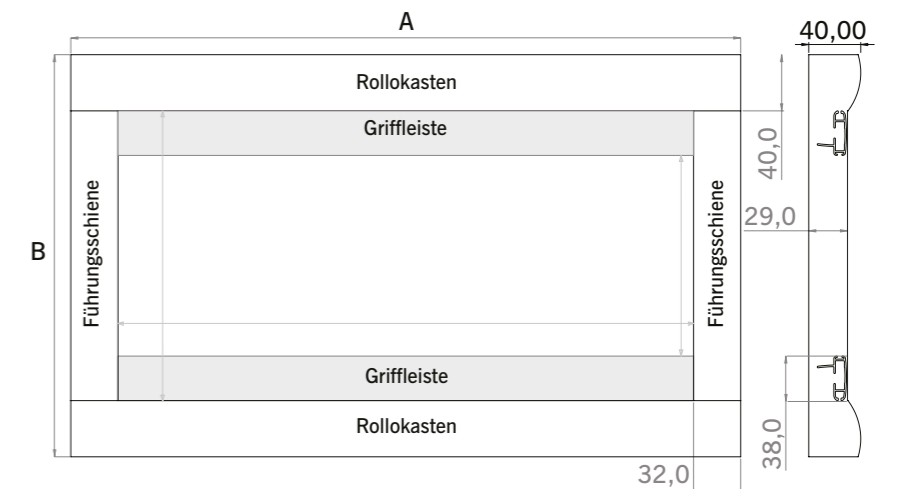 A
40,00
Rollokasten
Griffleiste
40,0
Führungsschiene
Führungsschiene
29,0
B
Griffleiste
Rollokasten
38,0
32,0